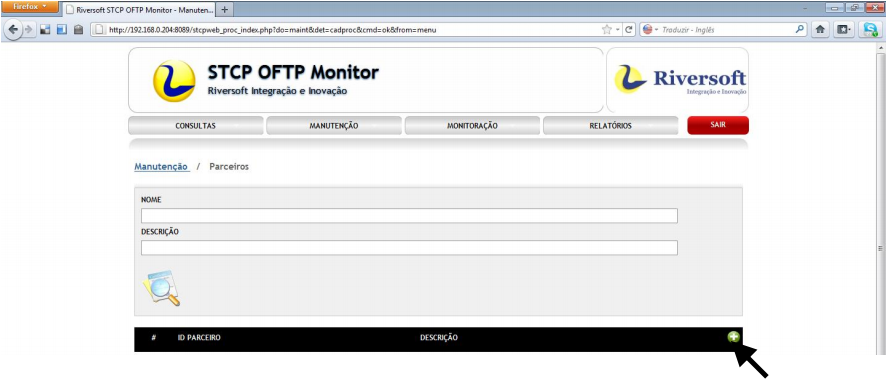 Firefox
Riversoft STCP OFTP Monitor - Manuten...
http://192.168.0.204:8089/stcpweb_proc_index.php?do=maint&det=cadproc&cmd=ok&from=menu
Traduzir - Inglês
STCP OFTP Monitor
Riversoft Integração e Inovação
Riversoft
Integração e Inovação
CONSULTAS MANUTENÇÃO MONITORAÇÃO RELATÓRIOS SAIR
Manutenção / Parceiros
NOME
DESCRIÇÃO
# ID PARCEIRO DESCRIÇÃO